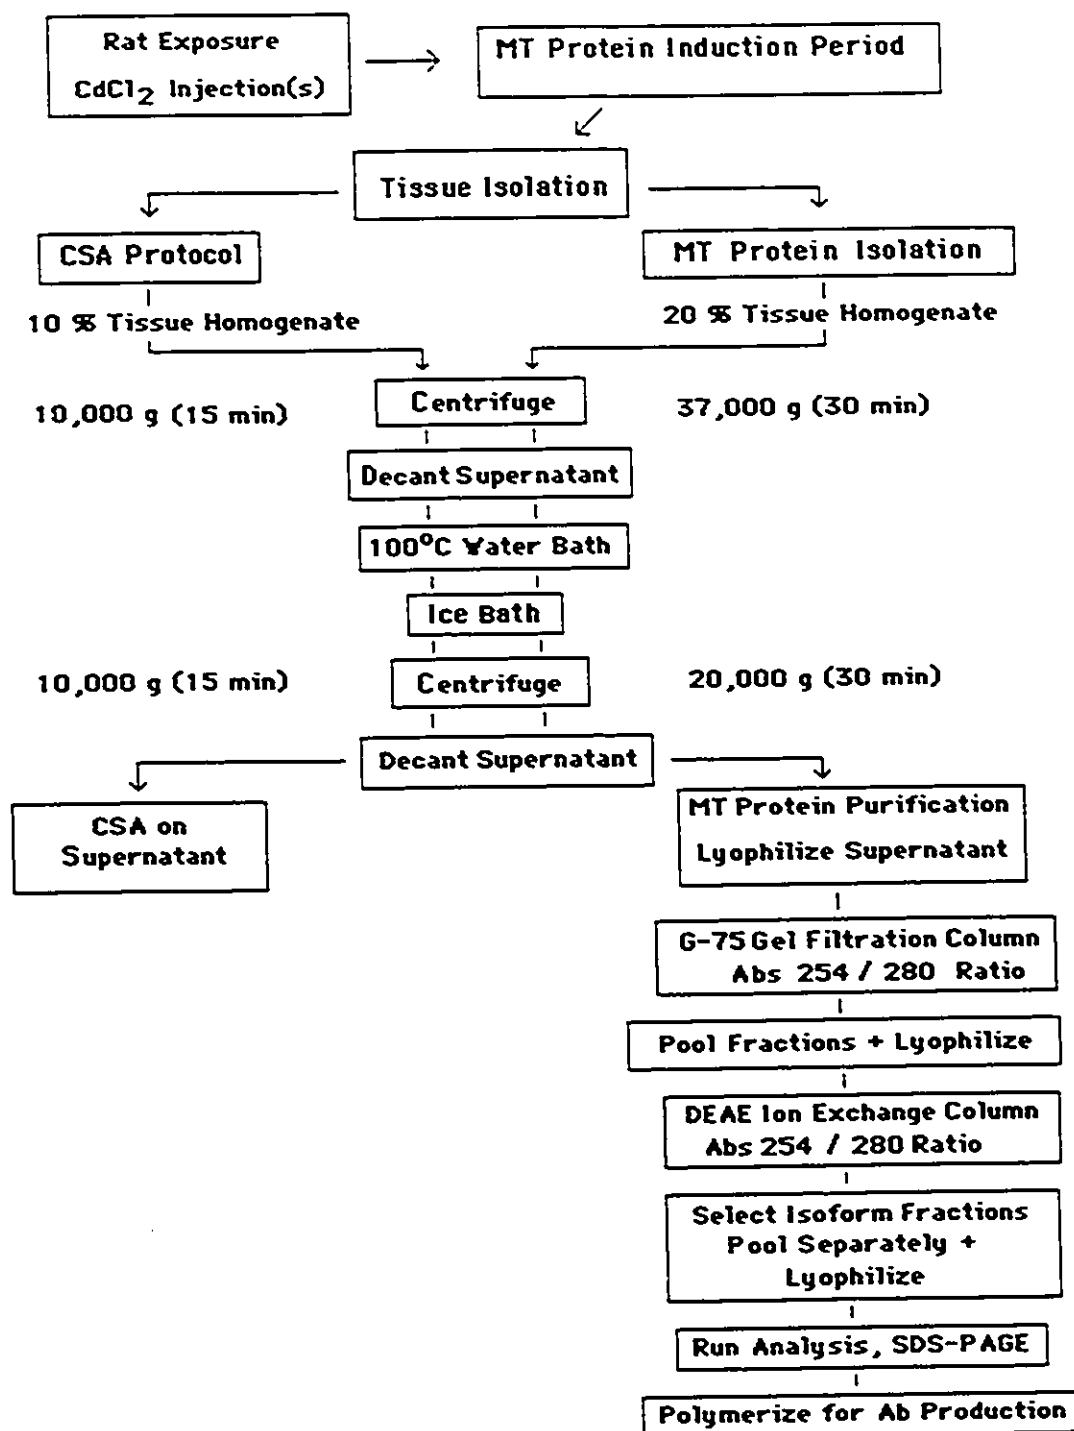 Rat Exposure
CdCl2 Injection(s)
MT Protein Induction Period
Tissue Isolation
CSA Protocol
MT Protein Isolation
10 % Tissue Homogenate
20 % Tissue Homogenate
10,000 g (15 min)
Centrifuge
37,000 g (30 min)
Decant Supernatant
100°C Water Bath
Ice Bath
10,000 g (15 min)
Centrifuge
20,000 g (30 min)
Decant Supernatant
CSA on
Supernatant
MT Protein Purification
Lyophilize Supernatant
G-75 Gel Filtration Column
Abs 254 / 280 Ratio
Pool Fractions + Lyophilize
DEAE Ion Exchange Column
Abs 254 / 280 Ratio
Select Isoform Fractions
Pool Separately +
Lyophilize
Run Analysis, SDS-PAGE
Polymerize for Ab Production